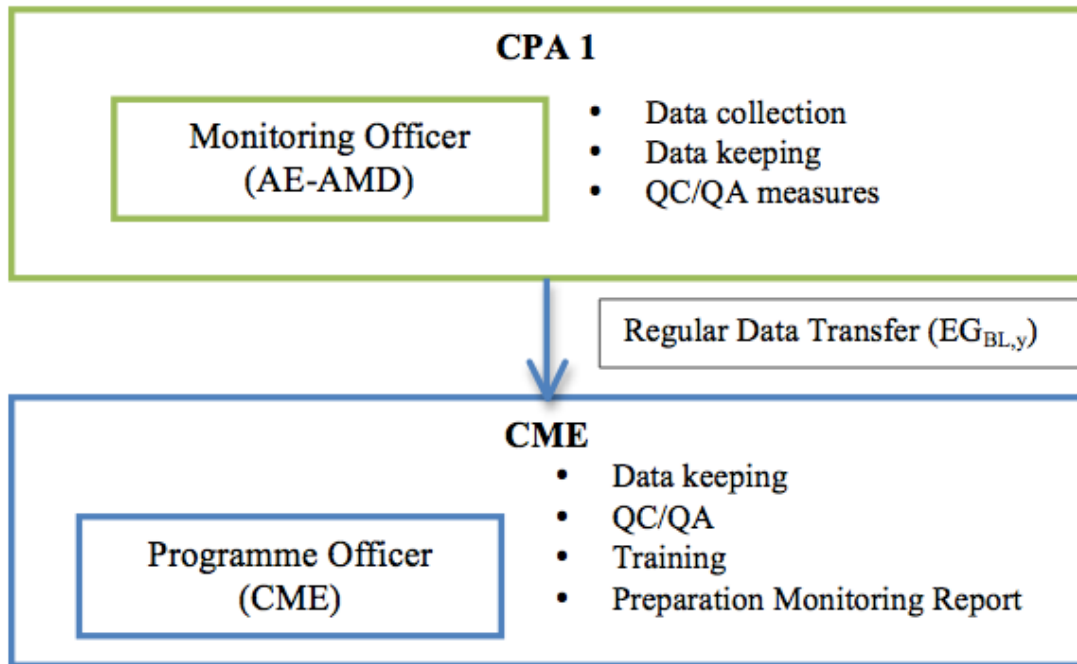 CPA 1
Monitoring Officer
(AE-AMD)
• Data collection
• Data keeping
• QC/QA measures
Regular Data Transfer (EG_BL,y)
CME
Programme Officer
(CME)
• Data keeping
• QC/QA
• Training
• Preparation Monitoring Report